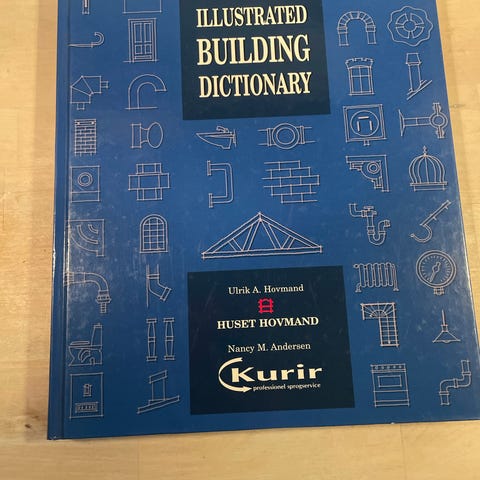 ILLUSTRATED
BUILDING
DICTIONARY
Ulrik A. Hovmand
HUSET HOVMAND
Nancy M. Andersen
Kurir
professionel sprogservice